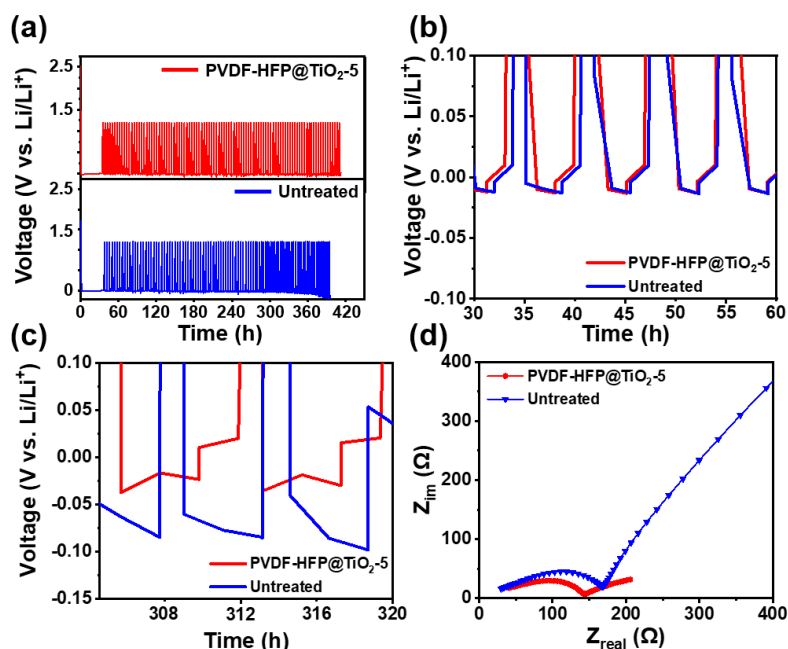 (a)
2.5
PVDF-HFP@TiO₂-5
1.5
2.5
Untreated
1.5
0
0 60 120 180 240 300 360 420
Time (h)
Voltage (V vs. Li/Li⁺)
(b)
0.10
0.05
0.00
-0.05
-0.10
PVDF-HFP@TiO₂-5
Untreated
30 35 40 45 50 55 60
Time (h)
Voltage (V vs. Li/Li⁺)
(c)
0.10
0.05
0.00
-0.05
-0.10
-0.15
PVDF-HFP@TiO₂-5
Untreated
308 312 316 320
Time (h)
Voltage (V vs. Li/Li⁺)
(d)
400
300
200
100
0
PVDF-HFP@TiO₂-5
Untreated
0 100 200 300 400
Z_real (Ω)
Z_im (Ω)